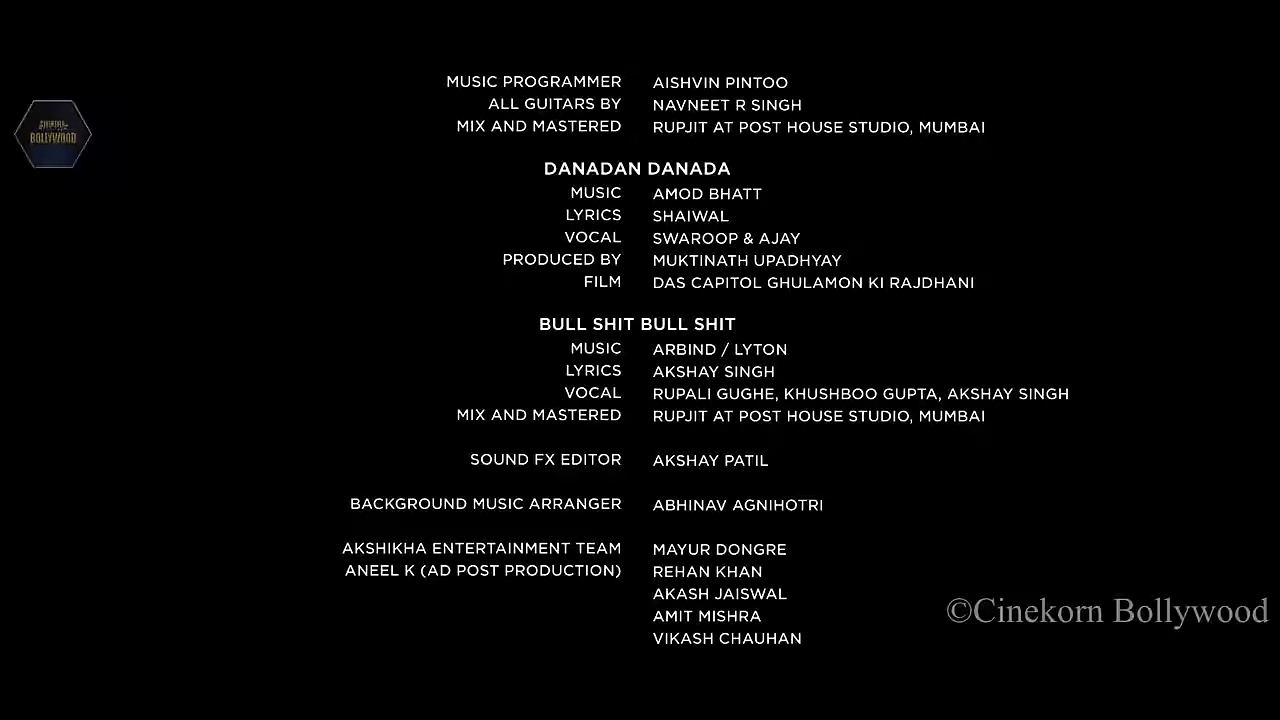 MUSIC PROGRAMMER AISHVIN PINTOO
ALL GUITARS BY NAVNEET R SINGH
MIX AND MASTERED RUPJIT AT POST HOUSE STUDIO, MUMBAI
CINEKORN
BOLLYWOOD
DANADAN DANADA
MUSIC AMOD BHATT
LYRICS SHAIWAL
VOCAL SWAROOP & AJAY
PRODUCED BY MUKTINATH UPADHYAY
FILM DAS CAPITOL GHULAMON KI RAJDHANI
BULL SHIT BULL SHIT
MUSIC ARBIND / LYTON
LYRICS AKSHAY SINGH
VOCAL RUPALI GUGHE, KHUSHBOO GUPTA, AKSHAY SINGH
MIX AND MASTERED RUPJIT AT POST HOUSE STUDIO, MUMBAI
SOUND FX EDITOR AKSHAY PATIL
BACKGROUND MUSIC ARRANGER ABHINAV AGNIHOTRI
AKSHIKHA ENTERTAINMENT TEAM MAYUR DONGRE
ANEEL K (AD POST PRODUCTION) REHAN KHAN
AKASH JAISWAL
AMIT MISHRA
VIKASH CHAUHAN
©Cinekorn Bollywood